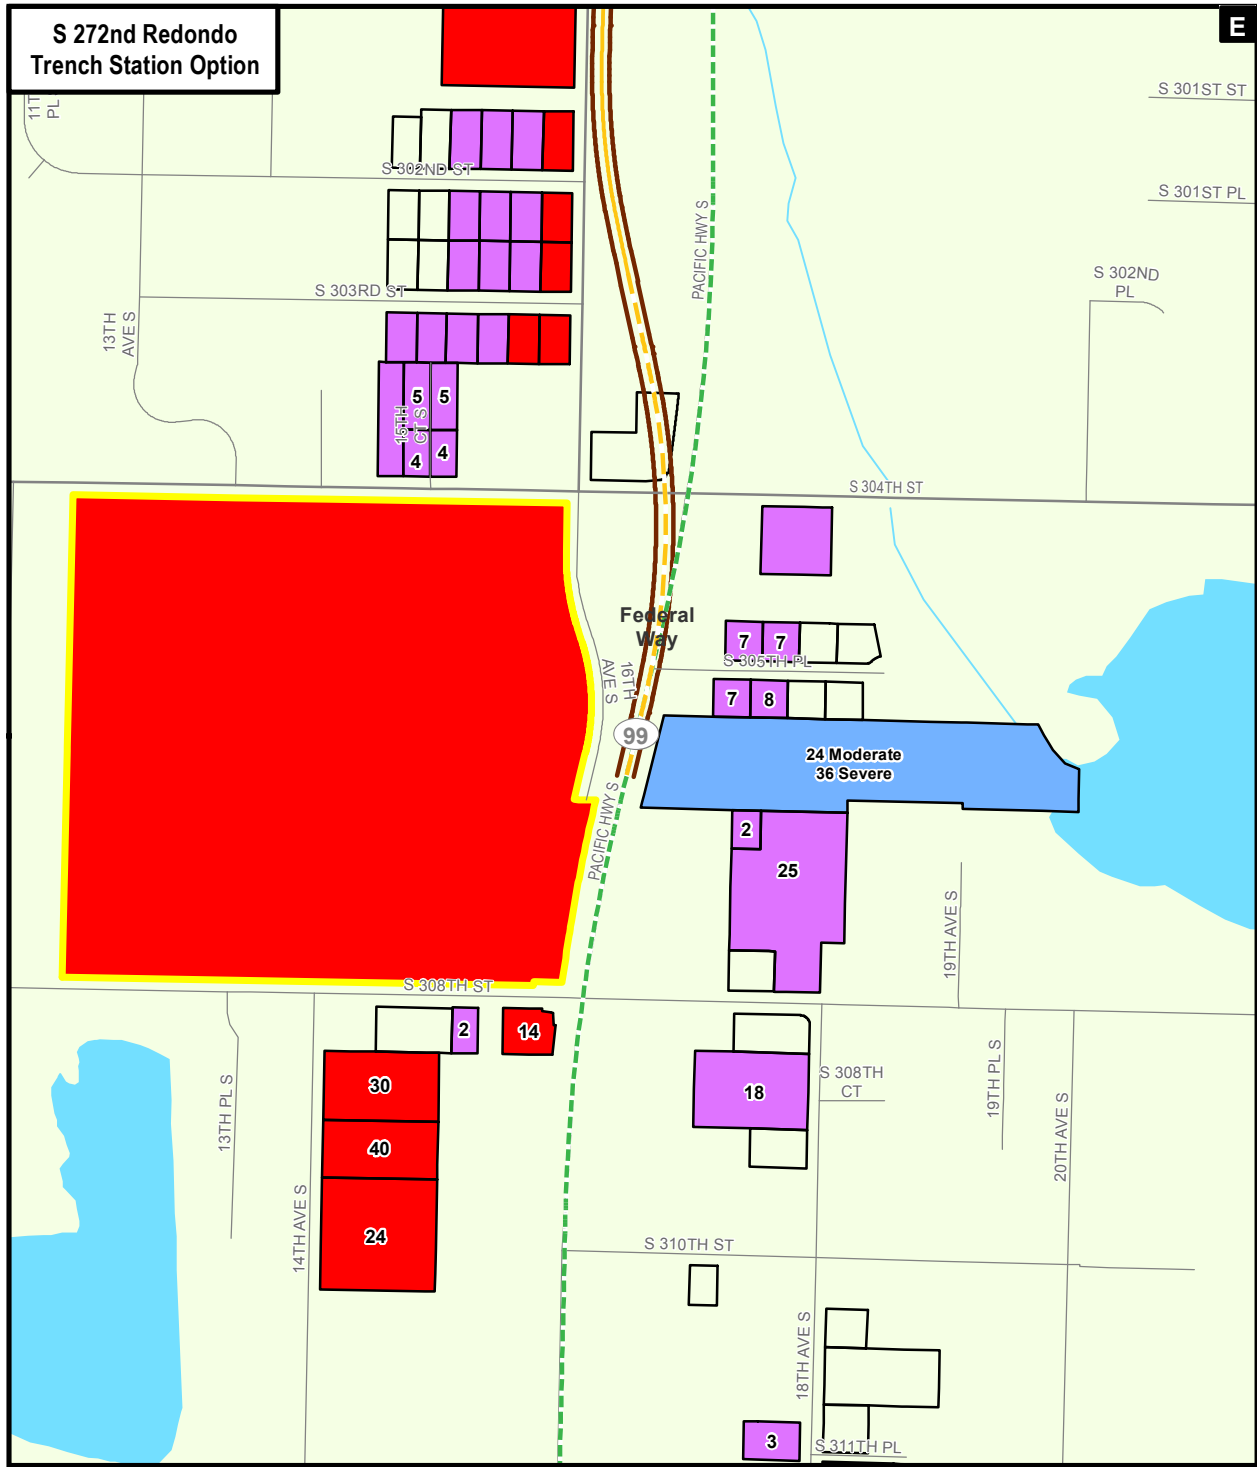 S 272nd Redondo
Trench Station Option
E
S 301ST ST
11T
PL
S 302ND ST
S 301ST PL
PACIFIC HWY S
S 302ND
PL
S 303RD ST
13TH
AVE S
5
5
15TH
CT S
4
4
S 304TH ST
Federal
Way
7
7
S 305TH PL
16TH
AVE S
7
8
99
24 Moderate
36 Severe
PACIFIC HWY S
2
25
19TH AVE S
S 308TH ST
2
14
30
18
S 308TH
CT
13TH PL S
19TH PL S
20TH AVE S
40
24
14TH AVE S
S 310TH ST
18TH AVE S
3
S 311TH PL